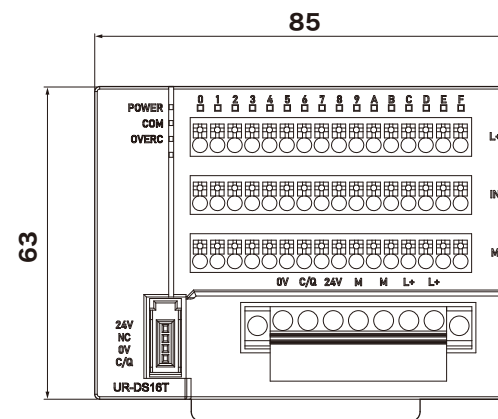 85
63
0 1 2 3 4 5 6 7 8 9 A B C D E F
POWER
COM
OVERC
L+
IN
M
0V C/Q 24V M M L+ L+
24V
NC
0V
C/Q
UR-DS16T